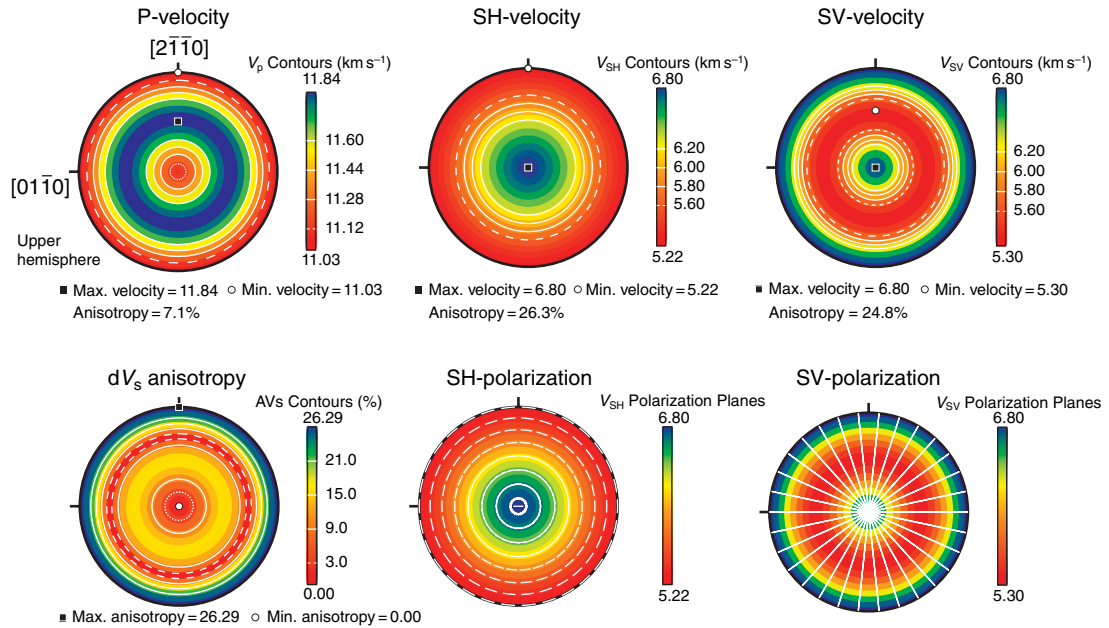 P-velocity
[21̄1̄0]
V_p Contours (km s⁻¹)
11.84
11.60
11.44
11.28
11.12
11.03
[011̄0]
Upper
hemisphere
■ Max. velocity = 11.84 ○ Min. velocity = 11.03
Anisotropy = 7.1%
SH-velocity
V_SH Contours (km s⁻¹)
6.80
6.20
6.00
5.80
5.60
5.22
■ Max. velocity = 6.80 ○ Min. velocity = 5.22
Anisotropy = 26.3%
SV-velocity
V_SV Contours (km s⁻¹)
6.80
6.20
6.00
5.80
5.60
5.30
■ Max. velocity = 6.80 ○ Min. velocity = 5.30
Anisotropy = 24.8%
dV_s anisotropy
AVs Contours (%)
26.29
21.0
15.0
9.0
3.0
0.00
■ Max. anisotropy = 26.29 ○ Min. anisotropy = 0.00
SH-polarization
V_SH Polarization Planes
6.80
5.22
SV-polarization
V_SV Polarization Planes
6.80
5.30